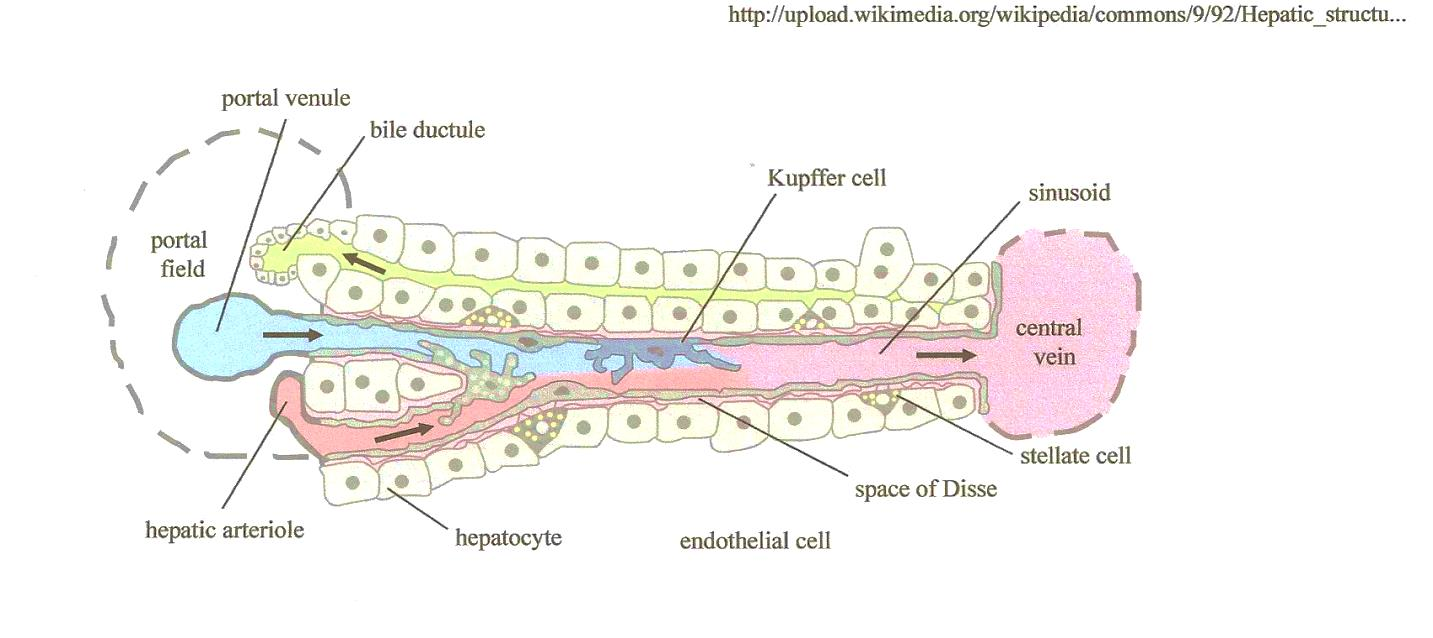 http://upload.wikimedia.org/wikipedia/commons/9/92/Hepatic_structu...
portal venule
bile ductule
Kupffer cell
sinusoid
portal
field
central
vein
stellate cell
space of Disse
hepatic arteriole
hepatocyte
endothelial cell